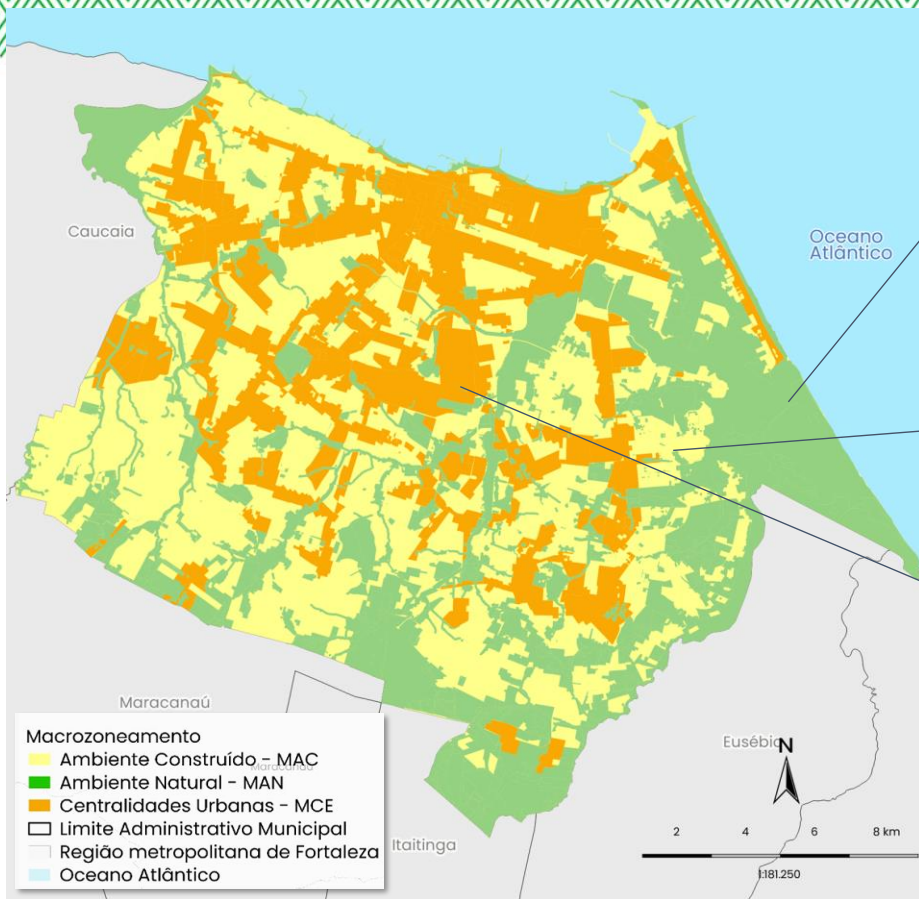 Oceano
Atlântico
Caucaia
Maracanaú
Eusébio
N
Itaitinga
Macrozoneamento
Ambiente Construído - MAC
Maracanaú
Ambiente Natural - MAN
Centralidades Urbanas - MCE
Limite Administrativo Municipal
Região metropolitana de Fortaleza
Oceano Atlântico
2 4 6 8 km
1:181.250